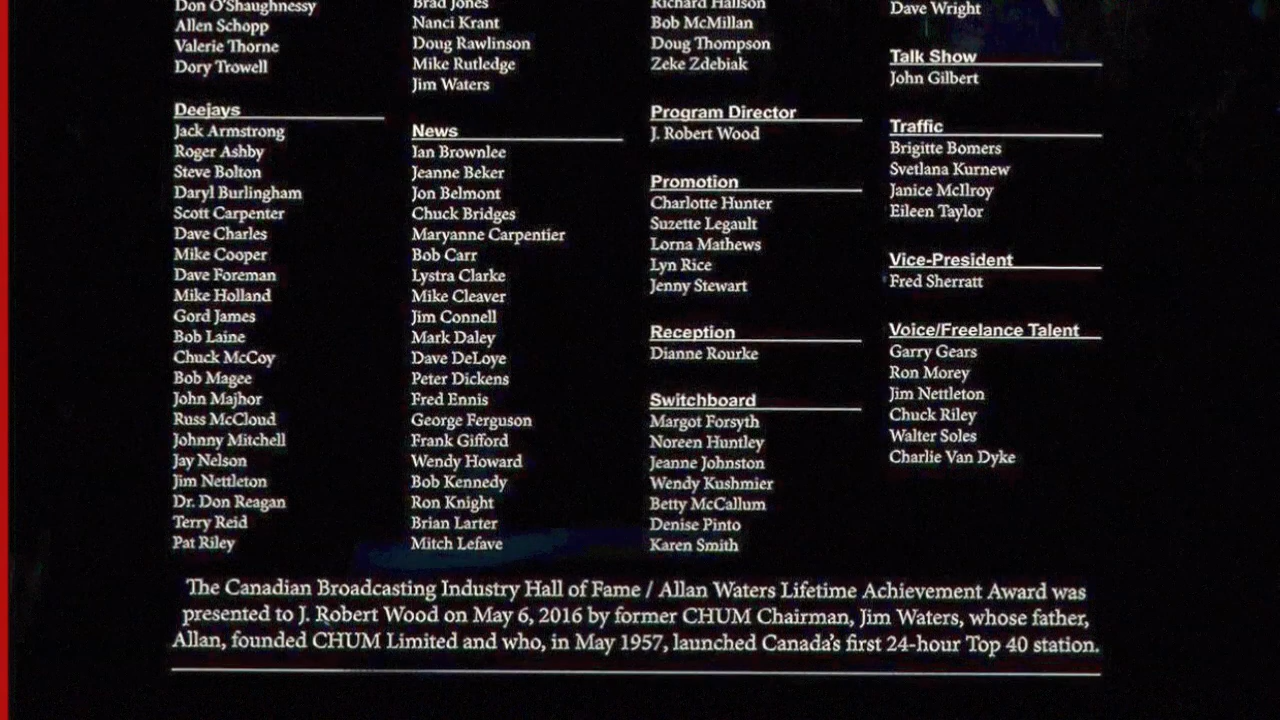 Don O'Shaughnessy
Allen Schopp
Valerie Thorne
Dory Trowell
Deejays
Jack Armstrong
Roger Ashby
Steve Bolton
Daryl Burlingham
Scott Carpenter
Dave Charles
Mike Cooper
Dave Foreman
Mike Holland
Gord James
Bob Laine
Chuck McCoy
Bob Magee
John Majhor
Russ McCloud
Johnny Mitchell
Jay Nelson
Jim Nettleton
Dr. Don Reagan
Terry Reid
Pat Riley
Brad Jones
Nanci Krant
Doug Rawlinson
Mike Rutledge
Jim Waters
News
Ian Brownlee
Jeanne Beker
Jon Belmont
Chuck Bridges
Maryanne Carpentier
Bob Carr
Lystra Clarke
Mike Cleaver
Jim Connell
Mark Daley
Dave DeLoye
Peter Dickens
Fred Ennis
George Ferguson
Frank Gifford
Wendy Howard
Bob Kennedy
Ron Knight
Brian Larter
Mitch Lefave
Richard Hallson
Bob McMillan
Doug Thompson
Zeke Zdebiak
Program Director
J. Robert Wood
Promotion
Charlotte Hunter
Suzette Legault
Lorna Mathews
Lyn Rice
Jenny Stewart
Reception
Dianne Rourke
Switchboard
Margot Forsyth
Noreen Huntley
Jeanne Johnston
Wendy Kushmier
Betty McCallum
Denise Pinto
Karen Smith
Dave Wright
Talk Show
John Gilbert
Traffic
Brigitte Bomers
Svetlana Kurnew
Janice McIlroy
Eileen Taylor
Vice-President
Fred Sherratt
Voice/Freelance Talent
Garry Gears
Ron Morey
Jim Nettleton
Chuck Riley
Walter Soles
Charlie Van Dyke
The Canadian Broadcasting Industry Hall of Fame / Allan Waters Lifetime Achievement Award was
presented to J. Robert Wood on May 6, 2016 by former CHUM Chairman, Jim Waters, whose father,
Allan, founded CHUM Limited and who, in May 1957, launched Canada's first 24-hour Top 40 station.